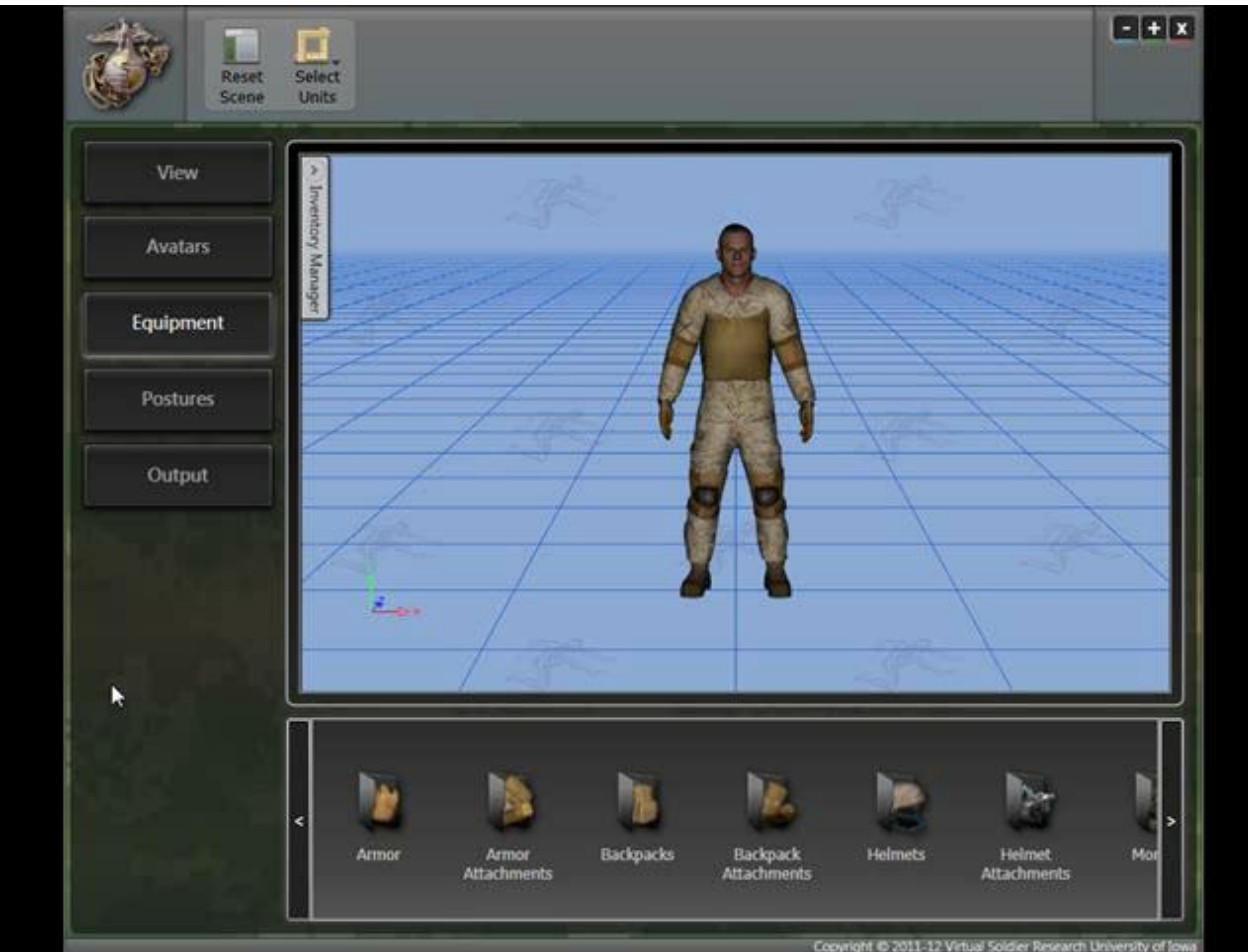 Reset
Scene
Select
Units
-
+
x
View
Avatars
Equipment
Postures
Output
Inventory Manager
<
Armor
Armor
Attachments
Backpacks
Backpack
Attachments
Helmets
Helmet
Attachments
Mor
>
Copyright © 2011-12 Virtual Soldier Research University of Iowa